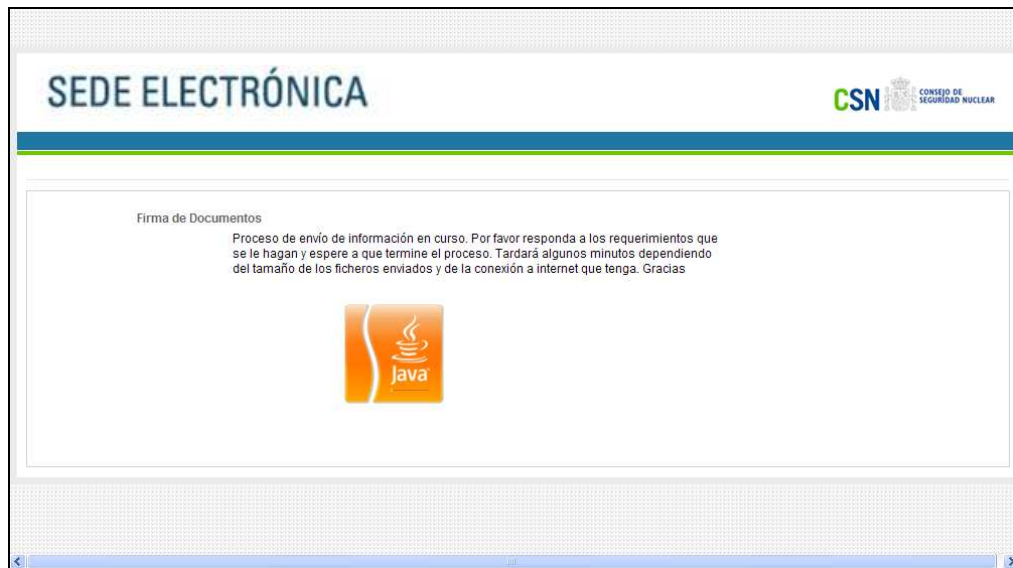 SEDE ELECTRÓNICA
CSN CONSEJO DE
SEGURIDAD NUCLEAR
Firma de Documentos
Proceso de envío de información en curso. Por favor responda a los requerimientos que
se le hagan y espere a que termine el proceso. Tardará algunos minutos dependiendo
del tamaño de los ficheros enviados y de la conexión a internet que tenga. Gracias
Java